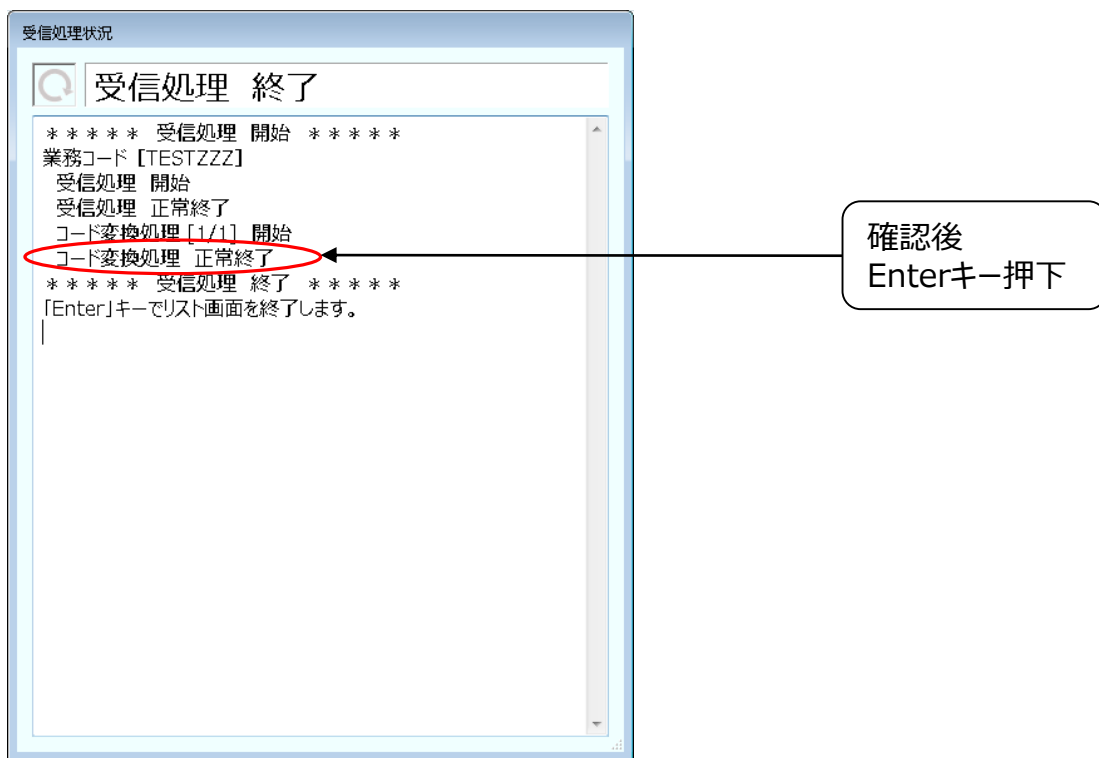 受信処理状況
受信処理 終了
＊＊＊＊＊ 受信処理 開始 ＊＊＊＊＊
業務コード [TESTZZZ]
受信処理 開始
受信処理 正常終了
コード変換処理 [1/1] 開始
コード変換処理 正常終了
＊＊＊＊＊ 受信処理 終了 ＊＊＊＊＊
「Enter」キーでリスト画面を終了します。
確認後
Enterキー押下